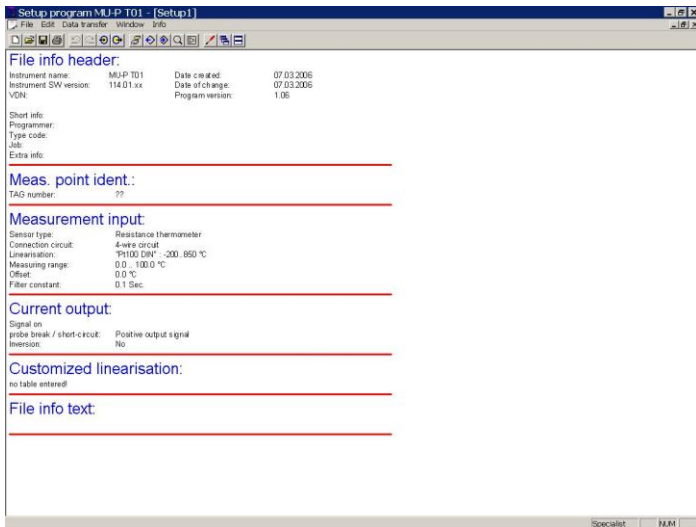 Setup program MU-P T01 - [Setup1]
File Edit Data transfer Window Info
File info header:
Instrument name: MU-P T01 Date created: 07.03.2006
Instrument SW version: 114.01.xx Date of change: 07.03.2006
VDN: Program version: 1.06
Short info:
Programmer:
Type code:
Job:
Extra info:
Meas. point ident.:
TAG number: ??
Measurement input:
Sensor type: Resistance thermometer
Connection circuit: 4-wire circuit
Linearisation: "Pt100 DIN" : -200..850 °C
Measuring range: 0.0 .. 100.0 °C
Offset: 0.0 °C
Filter constant: 0.1 Sec.
Current output:
Signal on
probe break / short-circuit: Positive output signal
Inversion: No
Customized linearisation:
no table entered!
File info text:
Specialist NUM